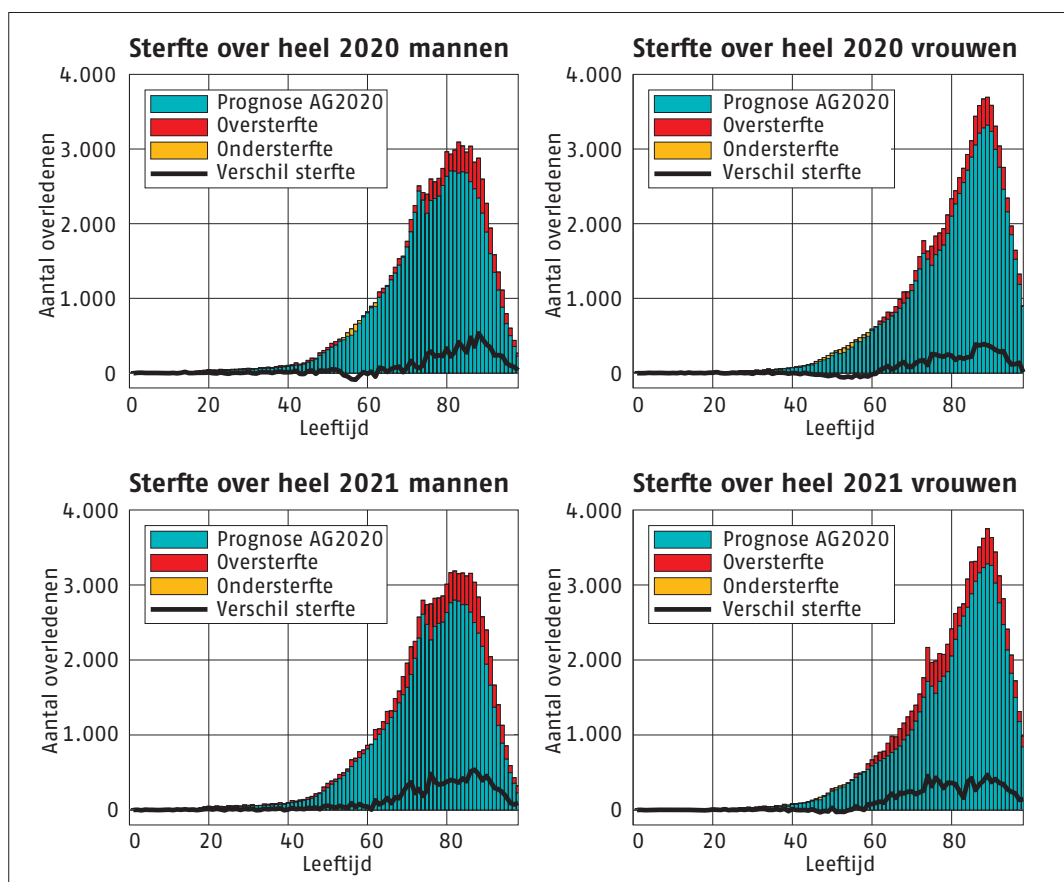 Sterfte over heel 2020 mannen
4.000
3.000
2.000
1.000
0
Aantal overledenen
Prognose AG2020
Oversterfte
Ondersterfte
Verschil sterfte
0 20 40 60 80
Leeftijd
Sterfte over heel 2020 vrouwen
4.000
3.000
2.000
1.000
0
Aantal overledenen
Prognose AG2020
Oversterfte
Ondersterfte
Verschil sterfte
0 20 40 60 80
Leeftijd
Sterfte over heel 2021 mannen
4.000
3.000
2.000
1.000
0
Aantal overledenen
Prognose AG2020
Oversterfte
Ondersterfte
Verschil sterfte
0 20 40 60 80
Leeftijd
Sterfte over heel 2021 vrouwen
4.000
3.000
2.000
1.000
0
Aantal overledenen
Prognose AG2020
Oversterfte
Ondersterfte
Verschil sterfte
0 20 40 60 80
Leeftijd